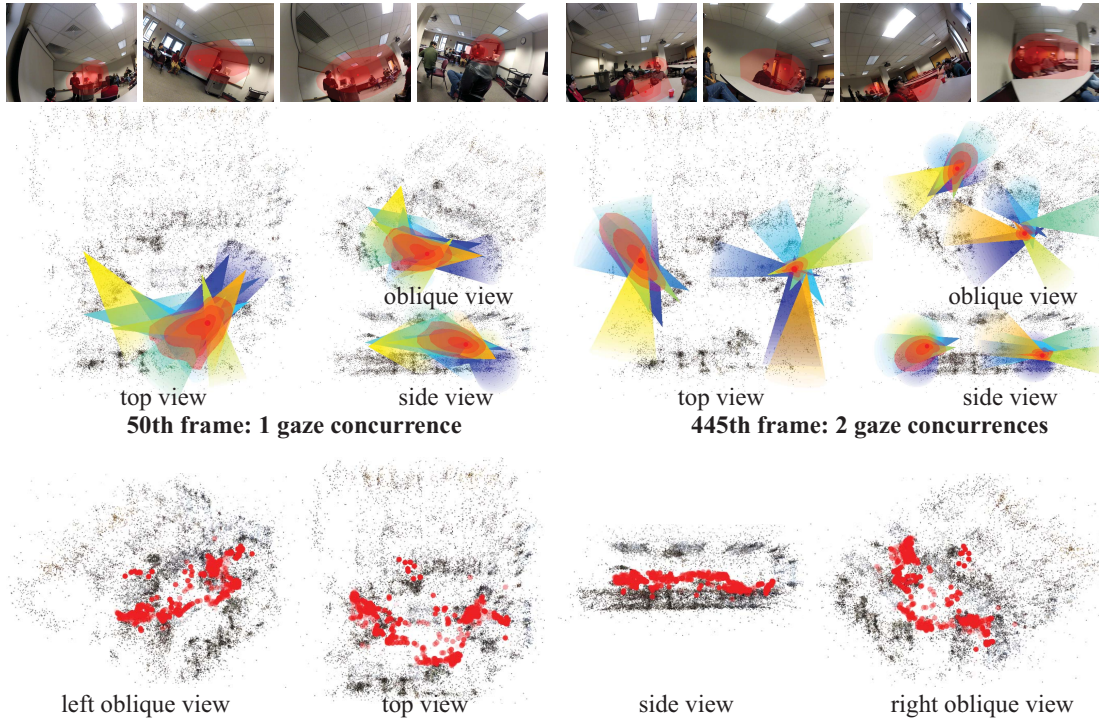 oblique view
oblique view
top view
side view
top view
side view
50th frame: 1 gaze concurrence
445th frame: 2 gaze concurrences
left oblique view
top view
side view
right oblique view